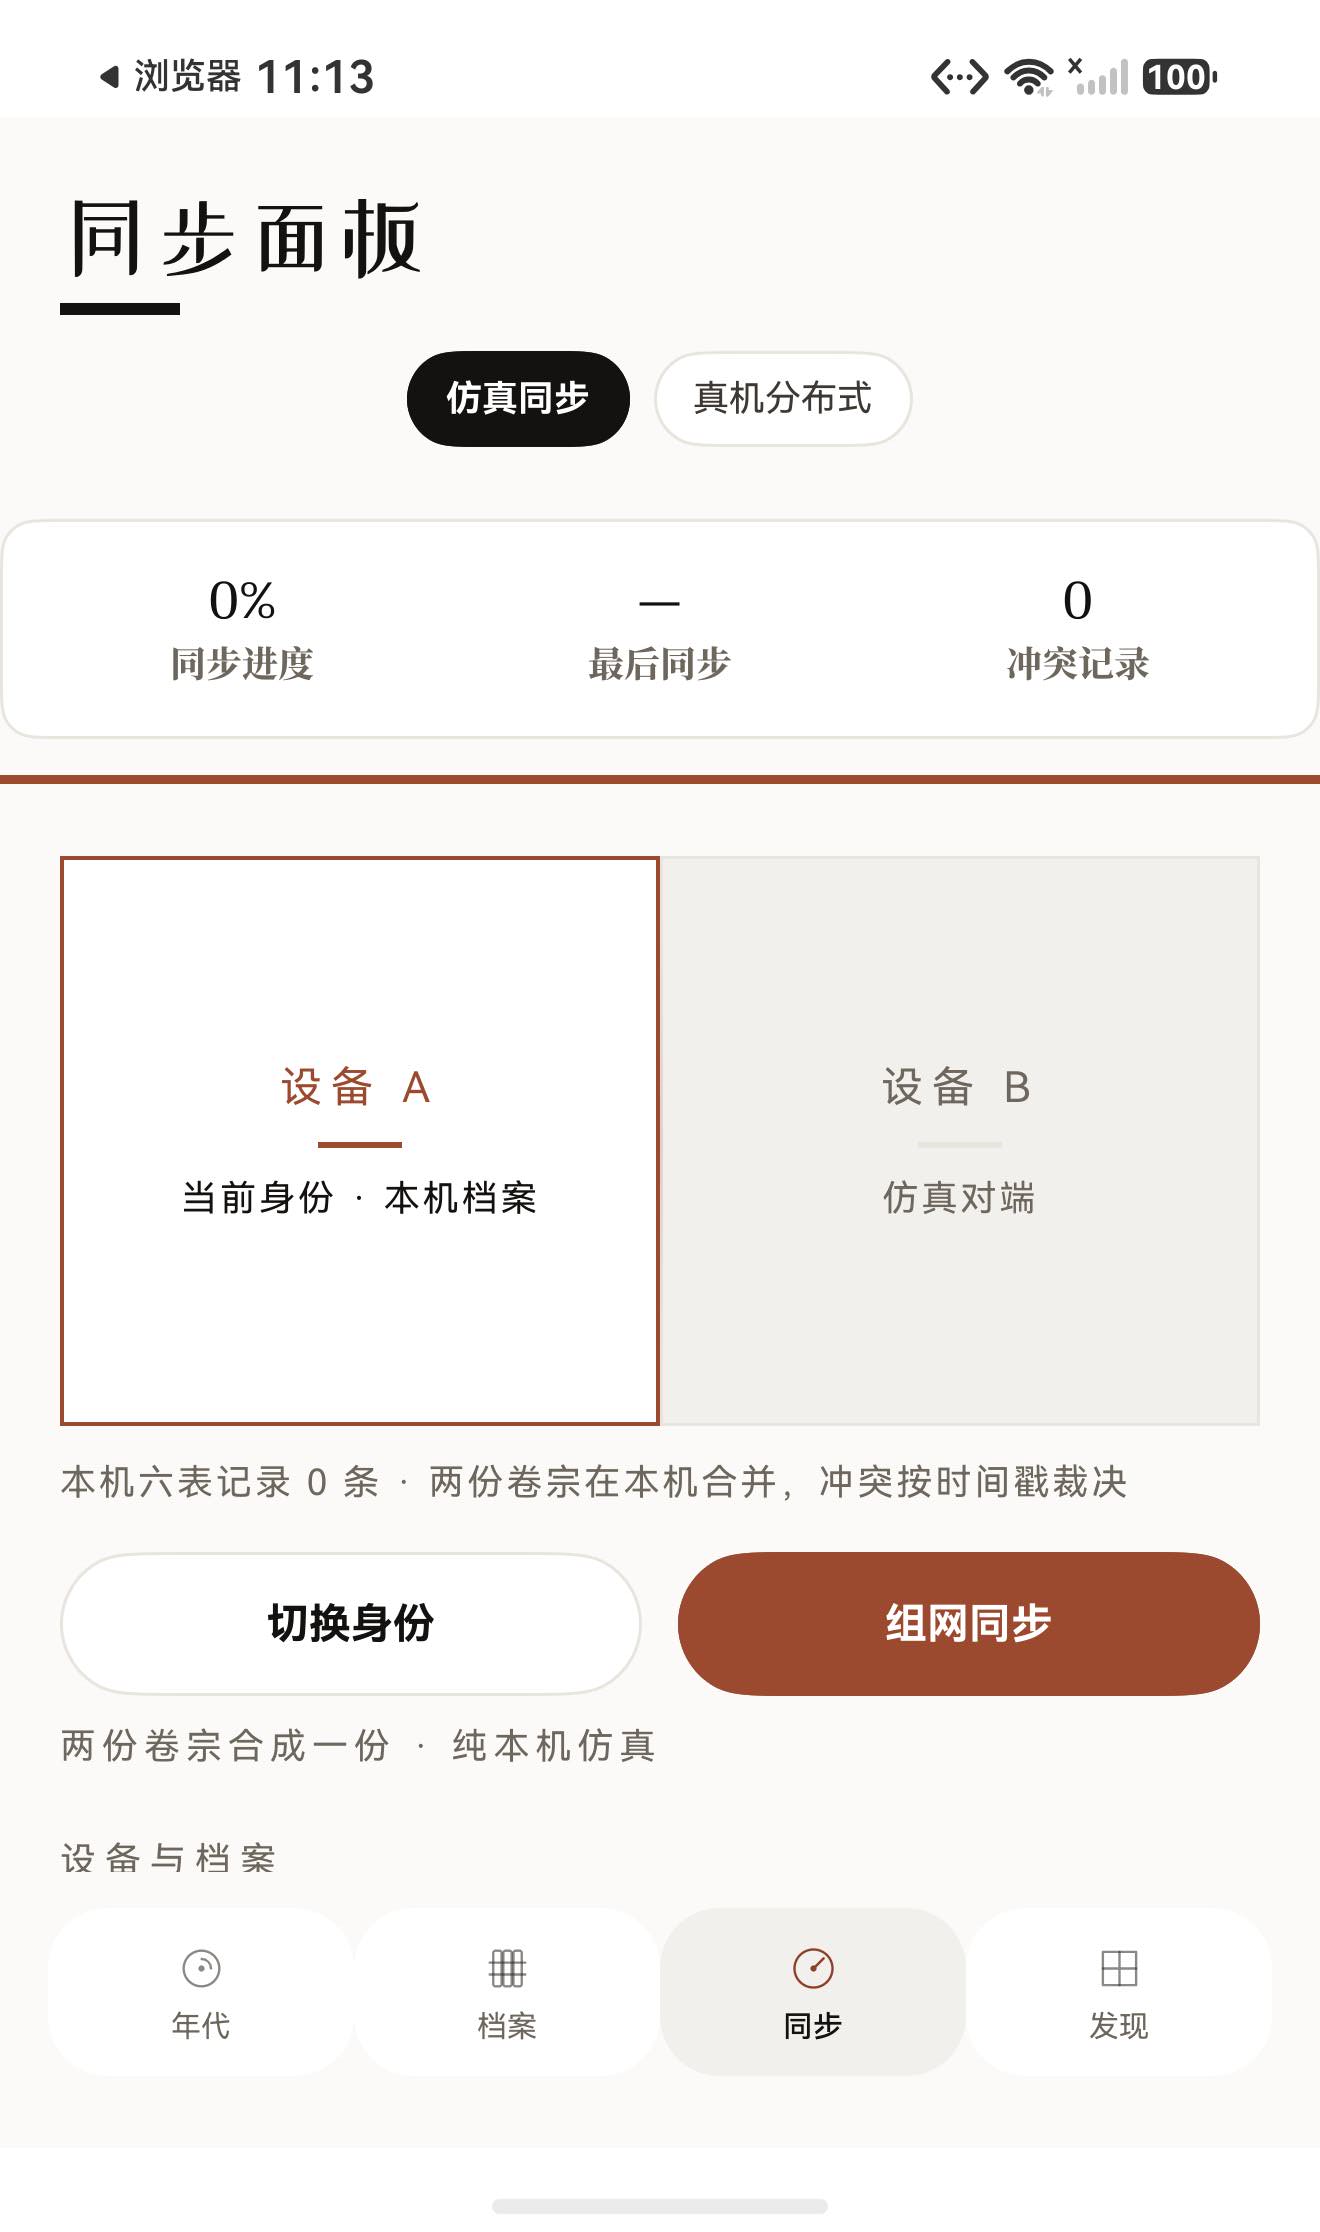 浏览器 11:13 100
同步面板
仿真同步 真机分布式
0% — 0
同步进度 最后同步 冲突记录
设备 A 设备 B
当前身份 · 本机档案 仿真对端
本机六表记录 0 条 · 两份卷宗在本机合并，冲突按时间戳裁决
切换身份 组网同步
两份卷宗合成一份 · 纯本机仿真
设备与档案
年代 档案 同步 发现